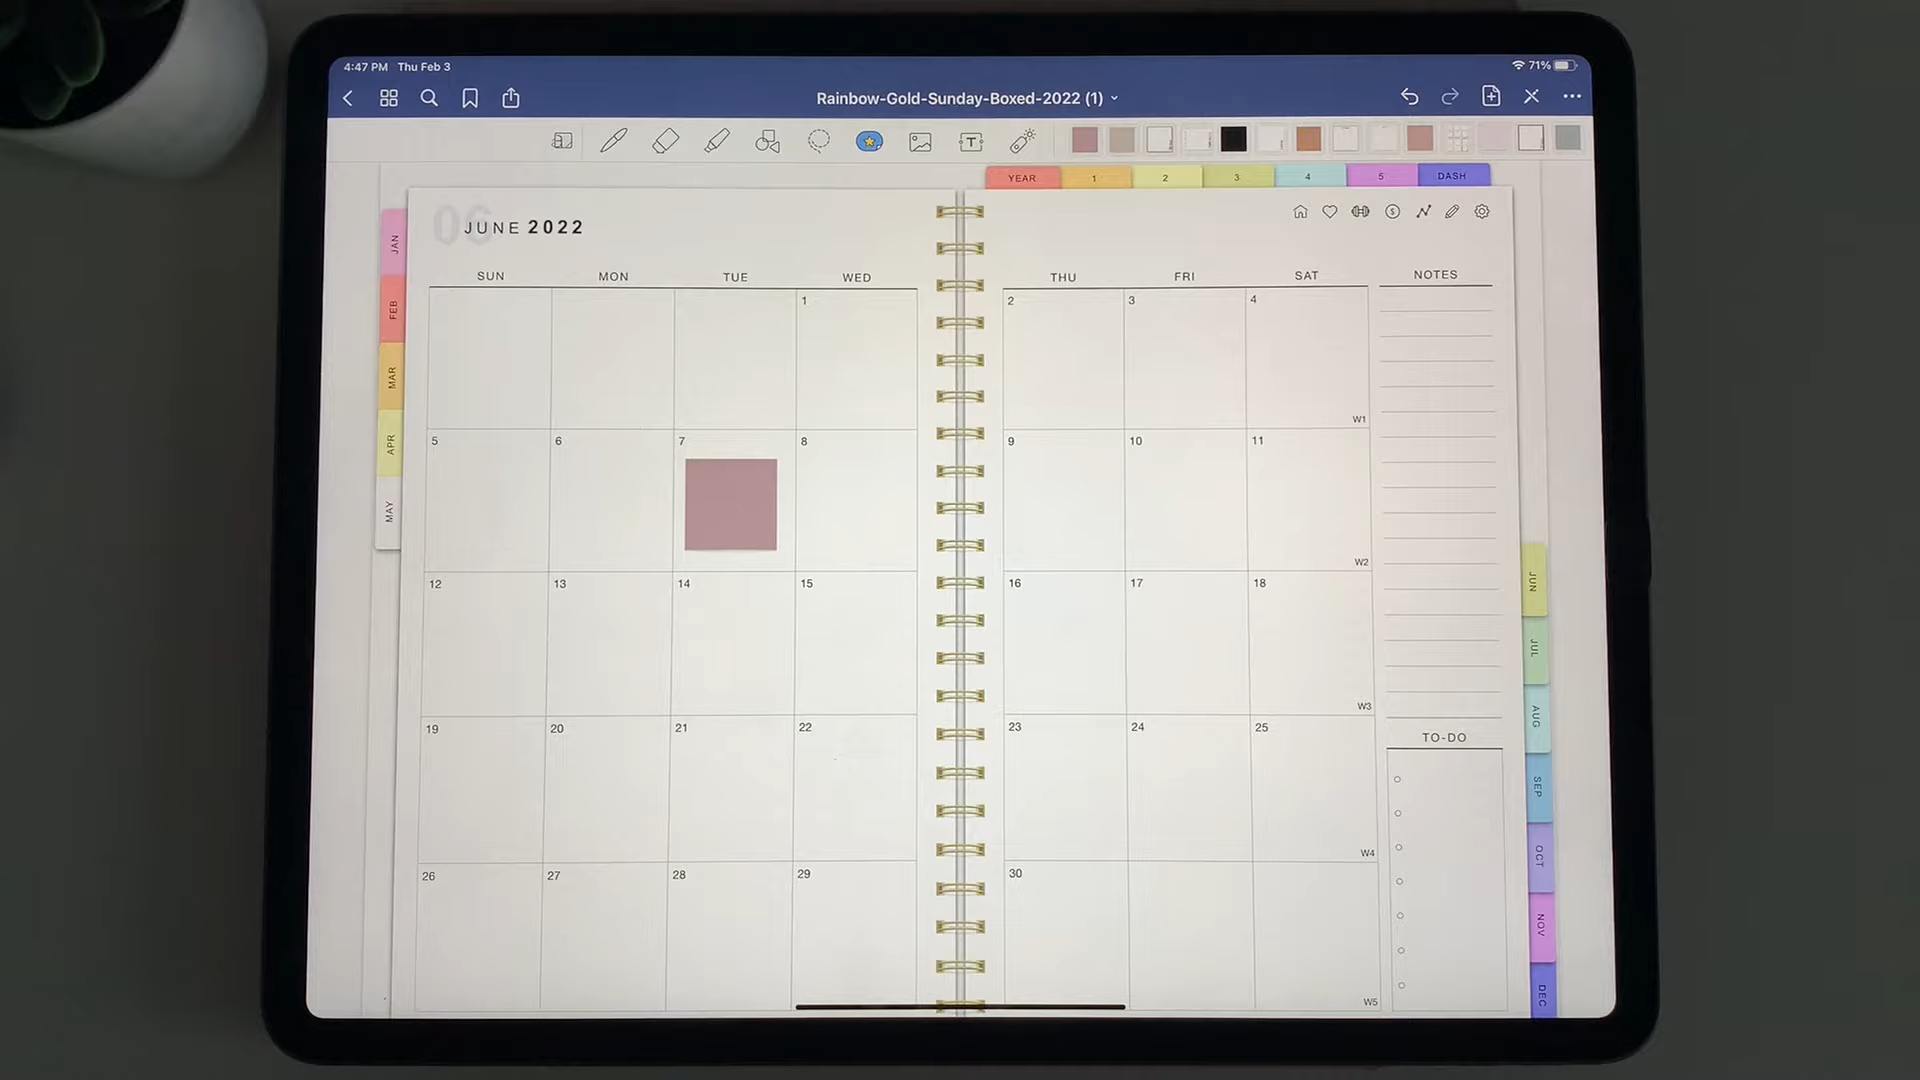 4:47 PM Thu Feb 3 71%
Rainbow-Gold-Sunday-Boxed-2022 (1)
T
YEAR 1 2 3 4 5 DASH
06
JUNE 2022
SUN MON TUE WED THU FRI SAT NOTES
1 2 3 4
W1
5 6 7 8 9 10 11
W2
12 13 14 15 16 17 18
W3
19 20 21 22 23 24 25
TO-DO
W4
26 27 28 29 30
W5
JAN
FEB
MAR
APR
MAY
JUN
JUL
AUG
SEP
OCT
NOV
DEC